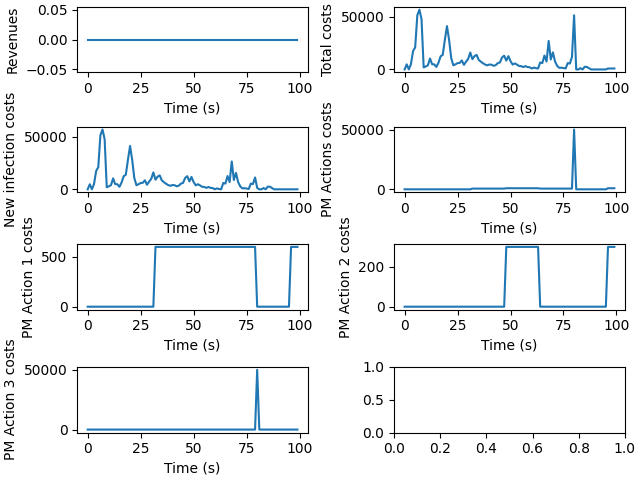 Revenues
0.05
0.00
−0.05
0 25 50 75 100
Time (s)
Total costs
50000
0
0 25 50 75 100
Time (s)
New infection costs
50000
0
0 25 50 75 100
Time (s)
PM Actions costs
50000
0
0 25 50 75 100
Time (s)
PM Action 1 costs
500
0
0 25 50 75 100
Time (s)
PM Action 2 costs
200
0
0 25 50 75 100
Time (s)
PM Action 3 costs
50000
0
0 25 50 75 100
Time (s)
1.0
0.5
0.0
0.0 0.2 0.4 0.6 0.8 1.0